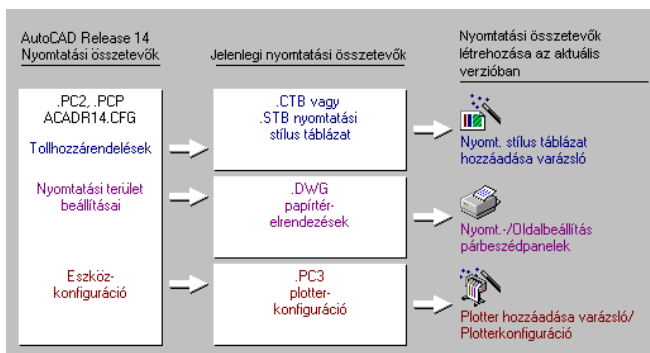 AutoCAD Release 14
Nyomtatási összetevők
Jelenlegi nyomtatási összetevők
Nyomtatási összetevők
létrehozása az aktuális
verzióban
.PC2, .PCP
ACADR14.CFG
Tollhozzárendelések
.CTB vagy
.STB nyomtatási
stílus táblázat
Nyomt. stílus táblázat
hozzáadása varázsló
Nyomtatási terület
beállításai
.DWG
papírtér-
elrendezések
Nyomt.-/Oldalbeállítás
párbeszédpanelek
Eszköz-
konfiguráció
.PC3
plotter-
konfiguráció
Plotter hozzáadása varázsló/
Plotterkonfiguráció